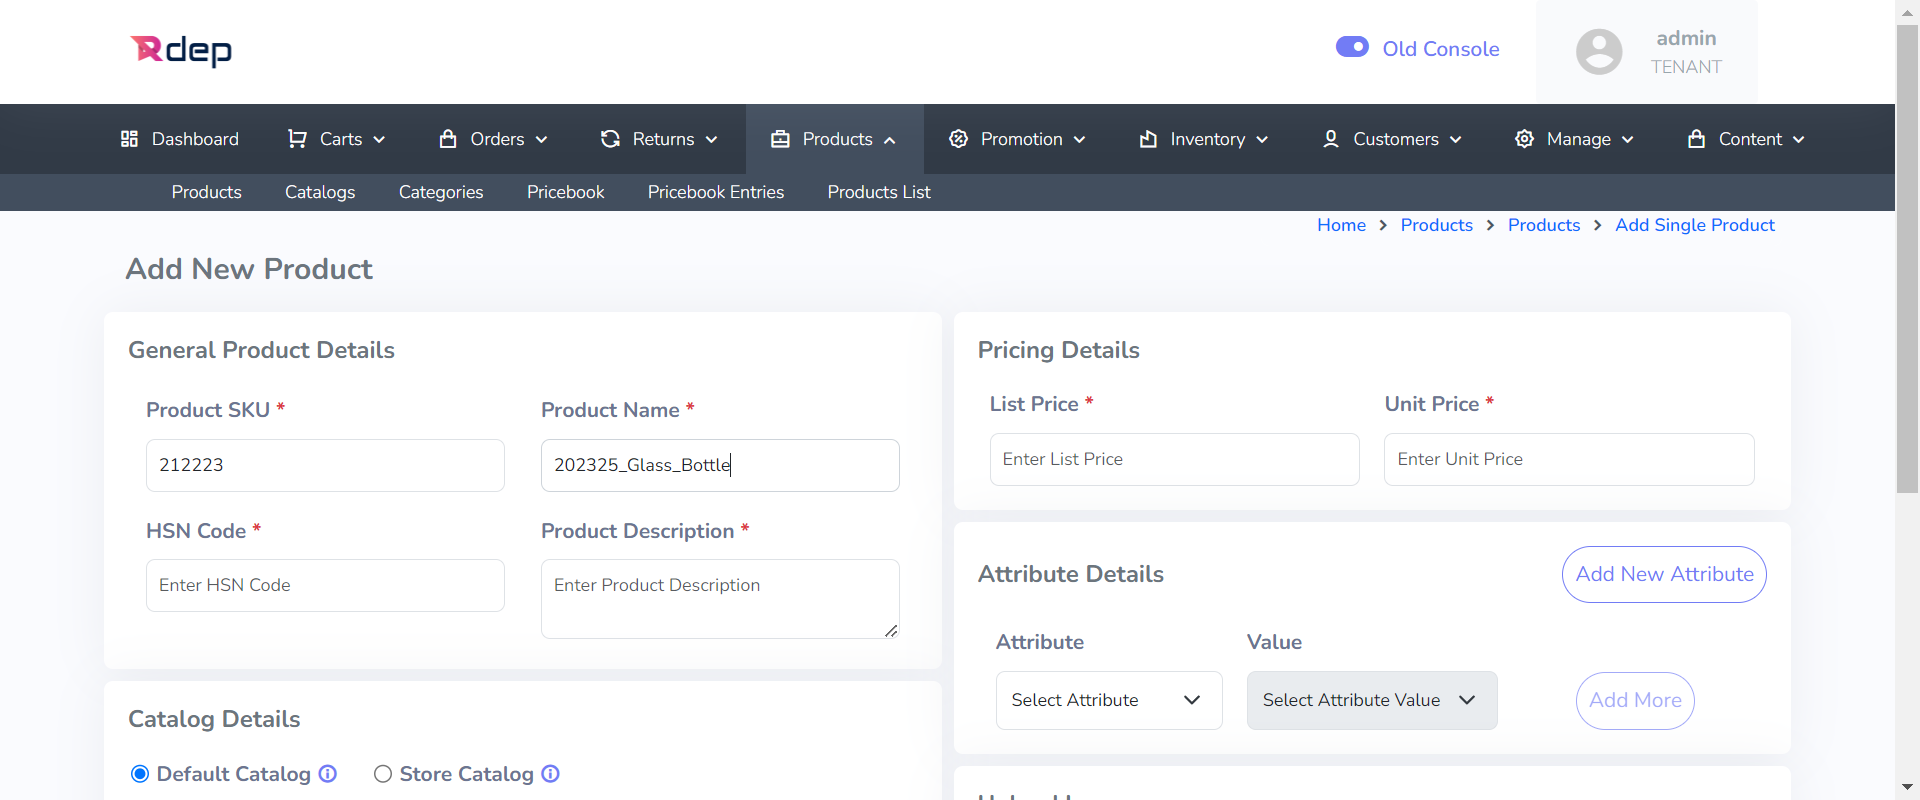 Rdep
Old Console
admin
TENANT
Dashboard Carts Orders Returns Products Promotion Inventory Customers Manage Content
Products Catalogs Categories Pricebook Pricebook Entries Products List
Home > Products > Products > Add Single Product
Add New Product
General Product Details
Product SKU *
Product Name *
212223
202325_Glass_Bottle
HSN Code *
Product Description *
Enter HSN Code
Enter Product Description
Catalog Details
Default Catalog
Store Catalog
Pricing Details
List Price *
Unit Price *
Enter List Price
Enter Unit Price
Attribute Details
Add New Attribute
Attribute
Value
Select Attribute
Select Attribute Value
Add More